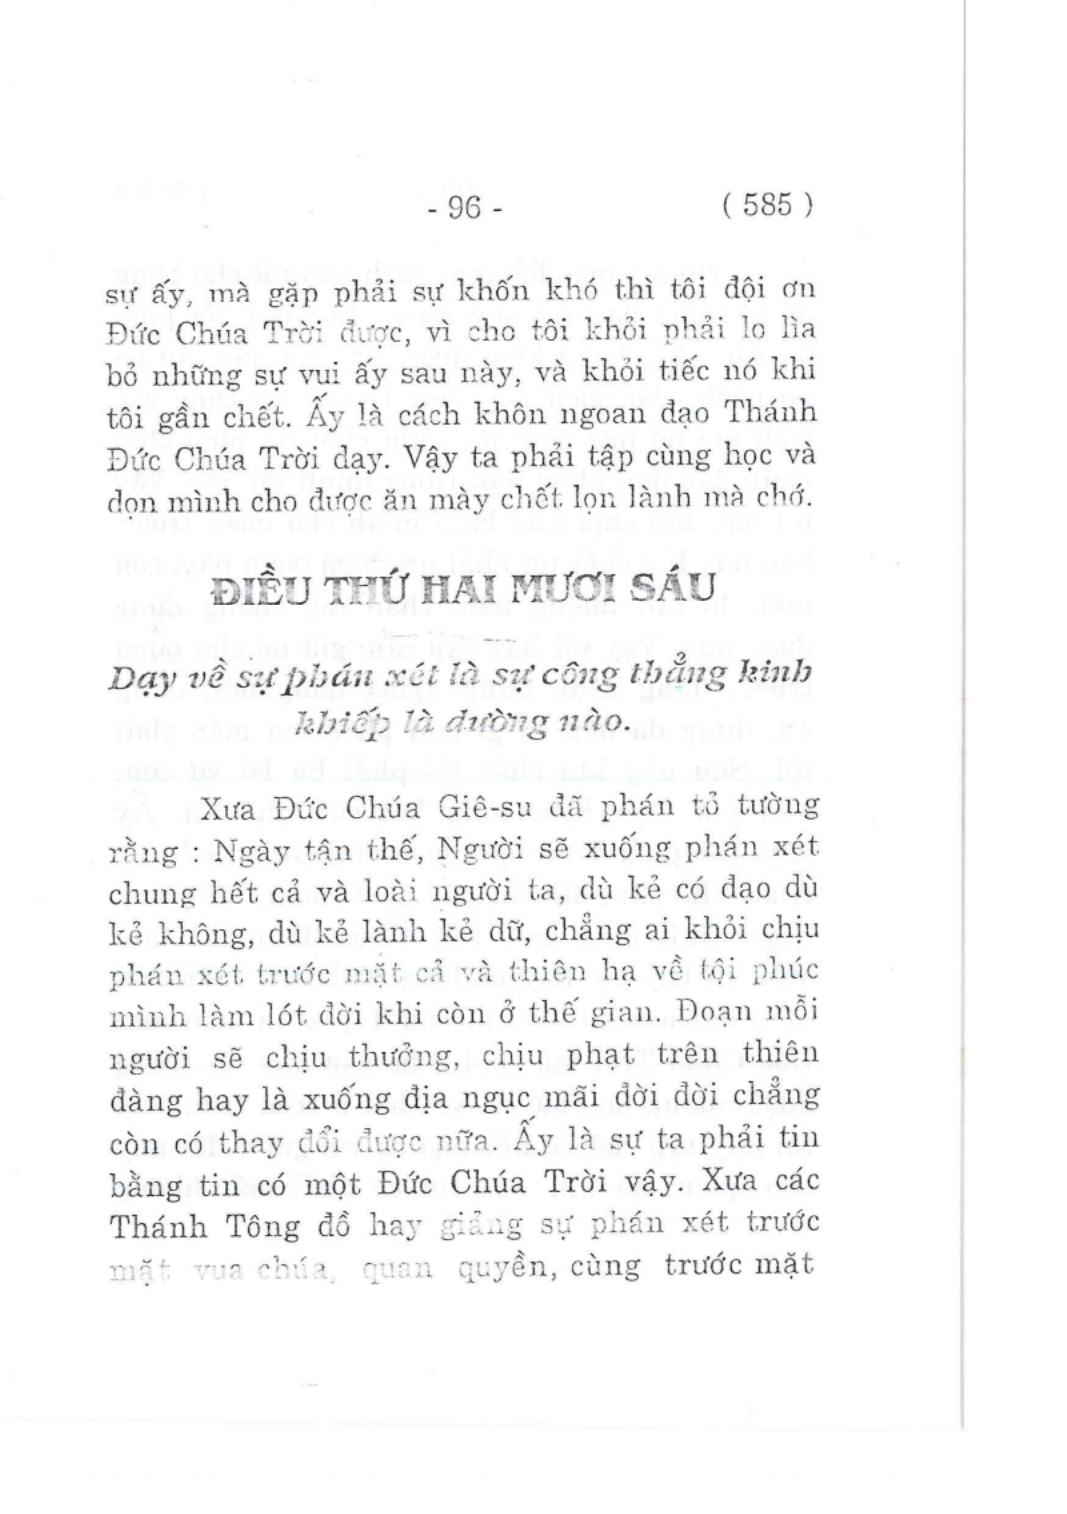 - 96 -
( 585 )
sự ấy, mà gặp phải sự khốn khó thì tôi đội ơn
Đức Chúa Trời được, vì cho tôi khỏi phải lo lìa
bỏ những sự vui ấy sau này, và khỏi tiếc nó khi
tôi gần chết. Ấy là cách khôn ngoan đạo Thánh
Đức Chúa Trời dạy. Vậy ta phải tập cùng học và
dọn mình cho được ăn mày chết lọn lành mà chớ.
ĐIỀU THỨ HAI MƯƠI SÁU
Dạy về sự phán xét là sự công thẳng kinh
khiếp là dường nào.
Xưa Đức Chúa Giê-su đã phán tỏ tường
rằng : Ngày tận thế, Người sẽ xuống phán xét
chung hết cả và loài người ta, dù kẻ có đạo dù
kẻ không, dù kẻ lành kẻ dữ, chẳng ai khỏi chịu
phán xét trước mặt cả và thiên hạ về tội phúc
mình làm lót đời khi còn ở thế gian. Đoạn mỗi
người sẽ chịu thưởng, chịu phạt trên thiên
đàng hay là xuống địa ngục mãi đời đời chẳng
còn có thay đổi được nữa. Ấy là sự ta phải tin
bằng tin có một Đức Chúa Trời vậy. Xưa các
Thánh Tông đồ hay giảng sự phán xét trước
mặt vua chúa, quan quyền, cùng trước mặt